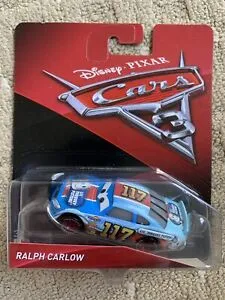 Disney · PIXAR
Cars
3
117
117
RALPH CARLOW